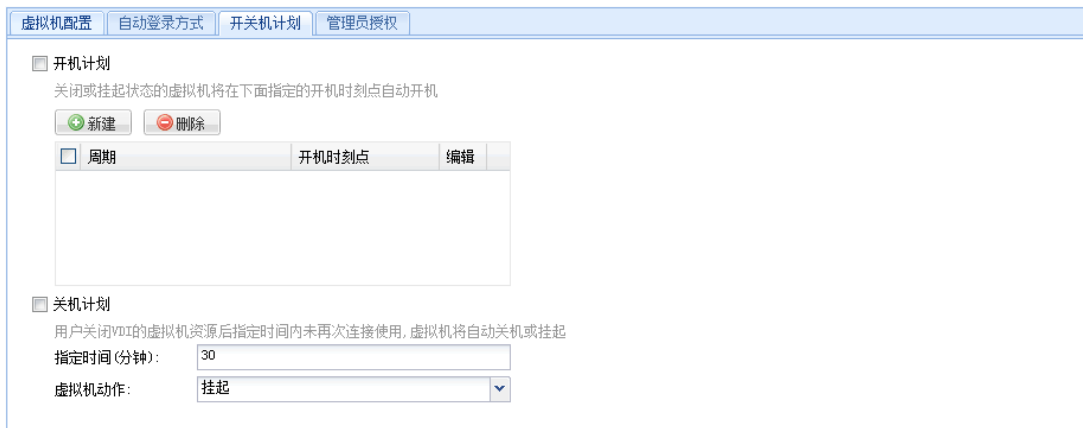 虚拟机配置 自动登录方式 开关机计划 管理员授权
开机计划
关闭或挂起状态的虚拟机将在下面指定的开机时刻点自动开机
新建 删除
周期 开机时刻点 编辑
关机计划
用户关闭VDI的虚拟机资源后指定时间内未再次连接使用,虚拟机将自动关机或挂起
指定时间(分钟): 30
虚拟机动作: 挂起